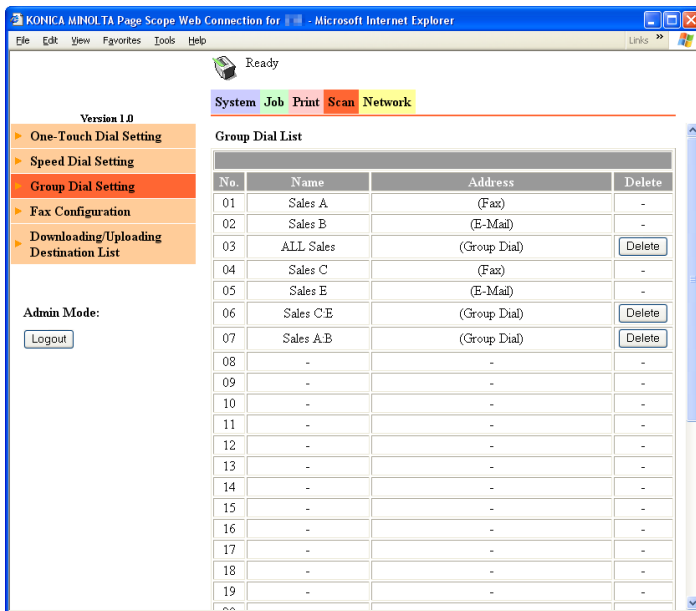 KONICA MINOLTA Page Scope Web Connection for - Microsoft Internet Explorer
File Edit View Favorites Tools Help Links »
Ready
System Job Print Scan Network
Version 1.0
One-Touch Dial Setting
Speed Dial Setting
Group Dial Setting
Fax Configuration
Downloading/Uploading
Destination List
Admin Mode:
Logout
Group Dial List
No. Name Address Delete
01 Sales A (Fax) -
02 Sales B (E-Mail) -
03 ALL Sales (Group Dial) Delete
04 Sales C (Fax) -
05 Sales E (E-Mail) -
06 Sales C:E (Group Dial) Delete
07 Sales A:B (Group Dial) Delete
08 - - -
09 - - -
10 - - -
11 - - -
12 - - -
13 - - -
14 - - -
15 - - -
16 - - -
17 - - -
18 - - -
19 - - -